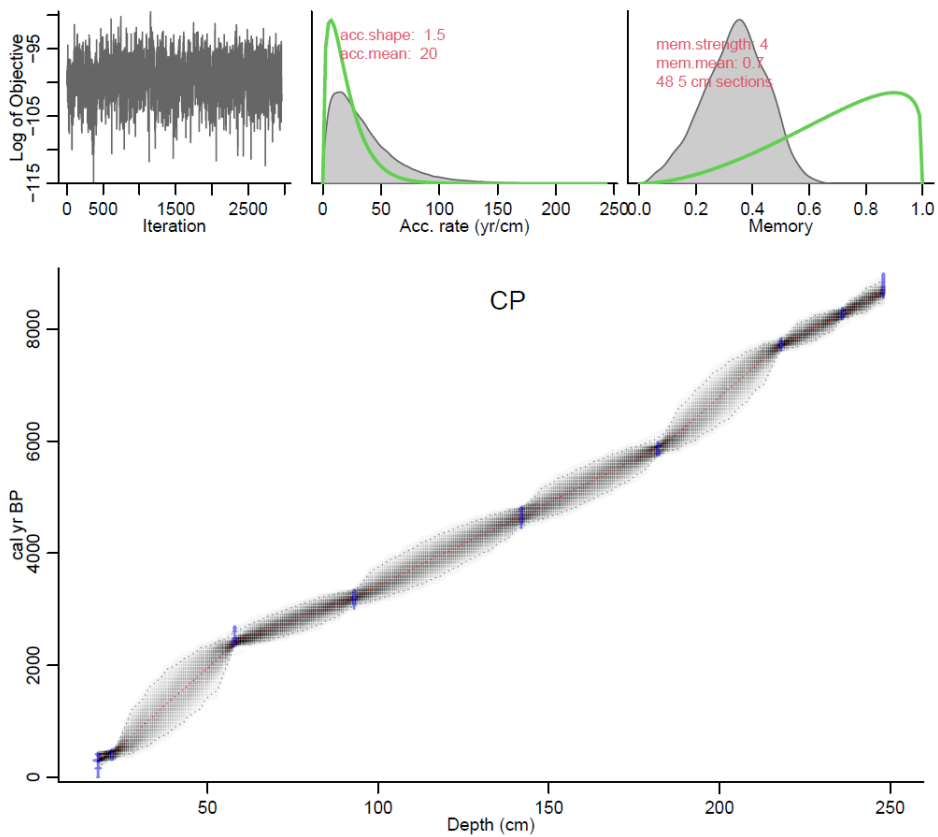 Log of Objective
-95
-105
-115
0 500 1500 2500
Iteration
acc.shape: 1.5
acc.mean: 20
0 50 100 150 200 250
Acc. rate (yr/cm)
mem.strength: 4
mem.mean: 0.7
48 5 cm sections
0.0 0.2 0.4 0.6 0.8 1.0
Memory
CP
cal yr BP
8000
6000
4000
2000
0
50 100 150 200 250
Depth (cm)